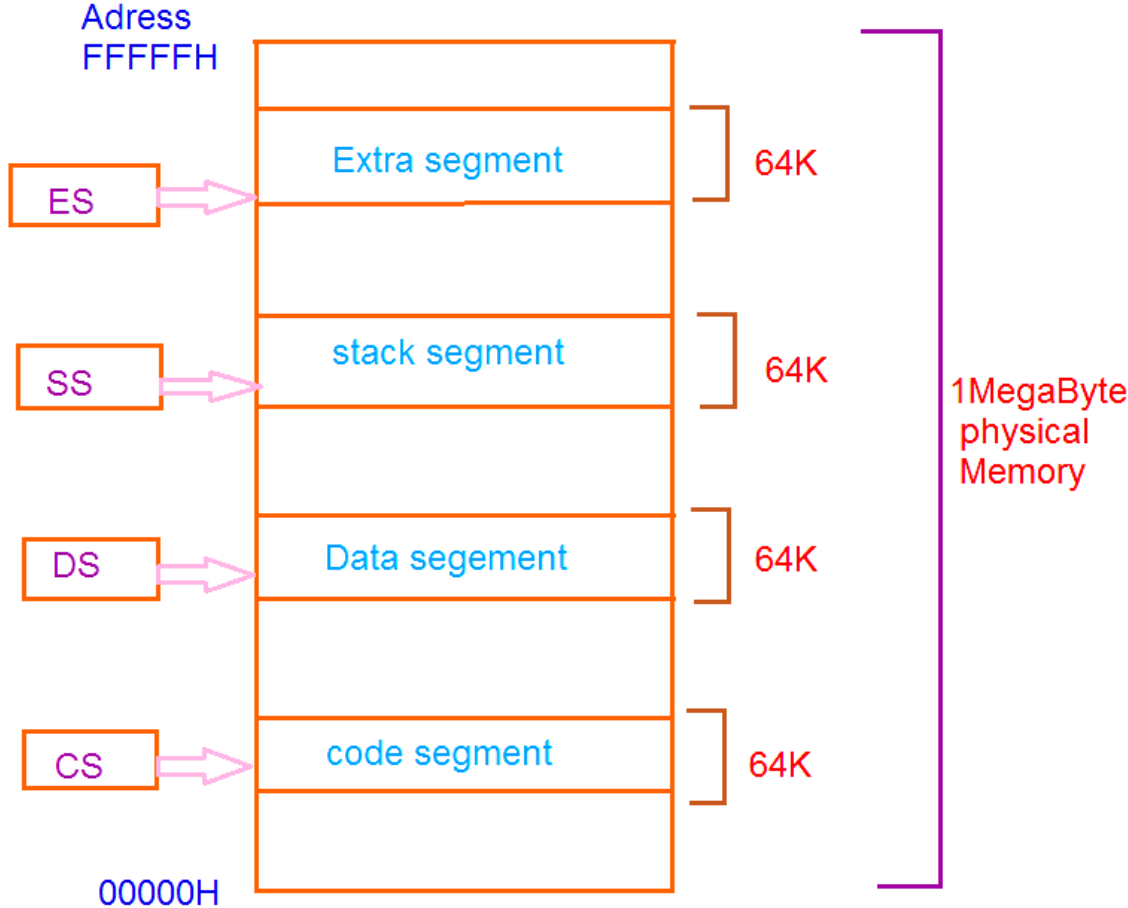 Adress
FFFFFH
Extra segment
64K
ES
stack segment
64K
SS
1MegaByte
physical
Memory
Data segement
64K
DS
code segment
64K
CS
00000H